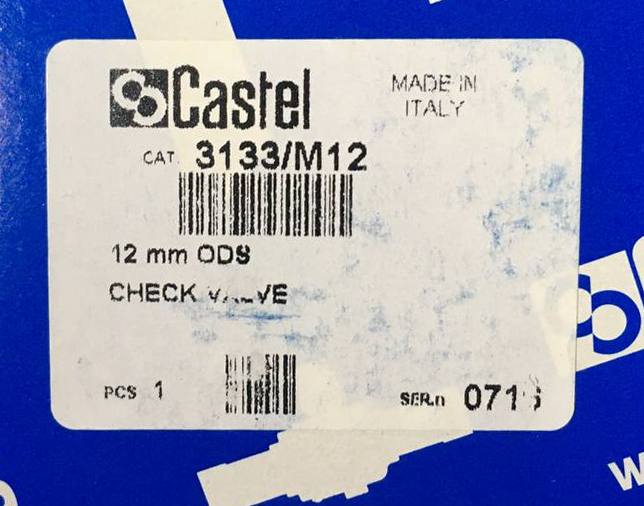 Castel
MADE IN
ITALY
CAT. 3133/M12
12 mm ODS
CHECK VALVE
PCS 1
SER.n